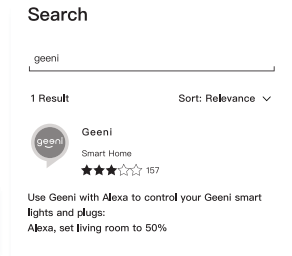 Search
geeni
1 Result Sort: Relevance
geeni
Geeni
Smart Home
157
Use Geeni with Alexa to control your Geeni smart
lights and plugs:
Alexa, set living room to 50%